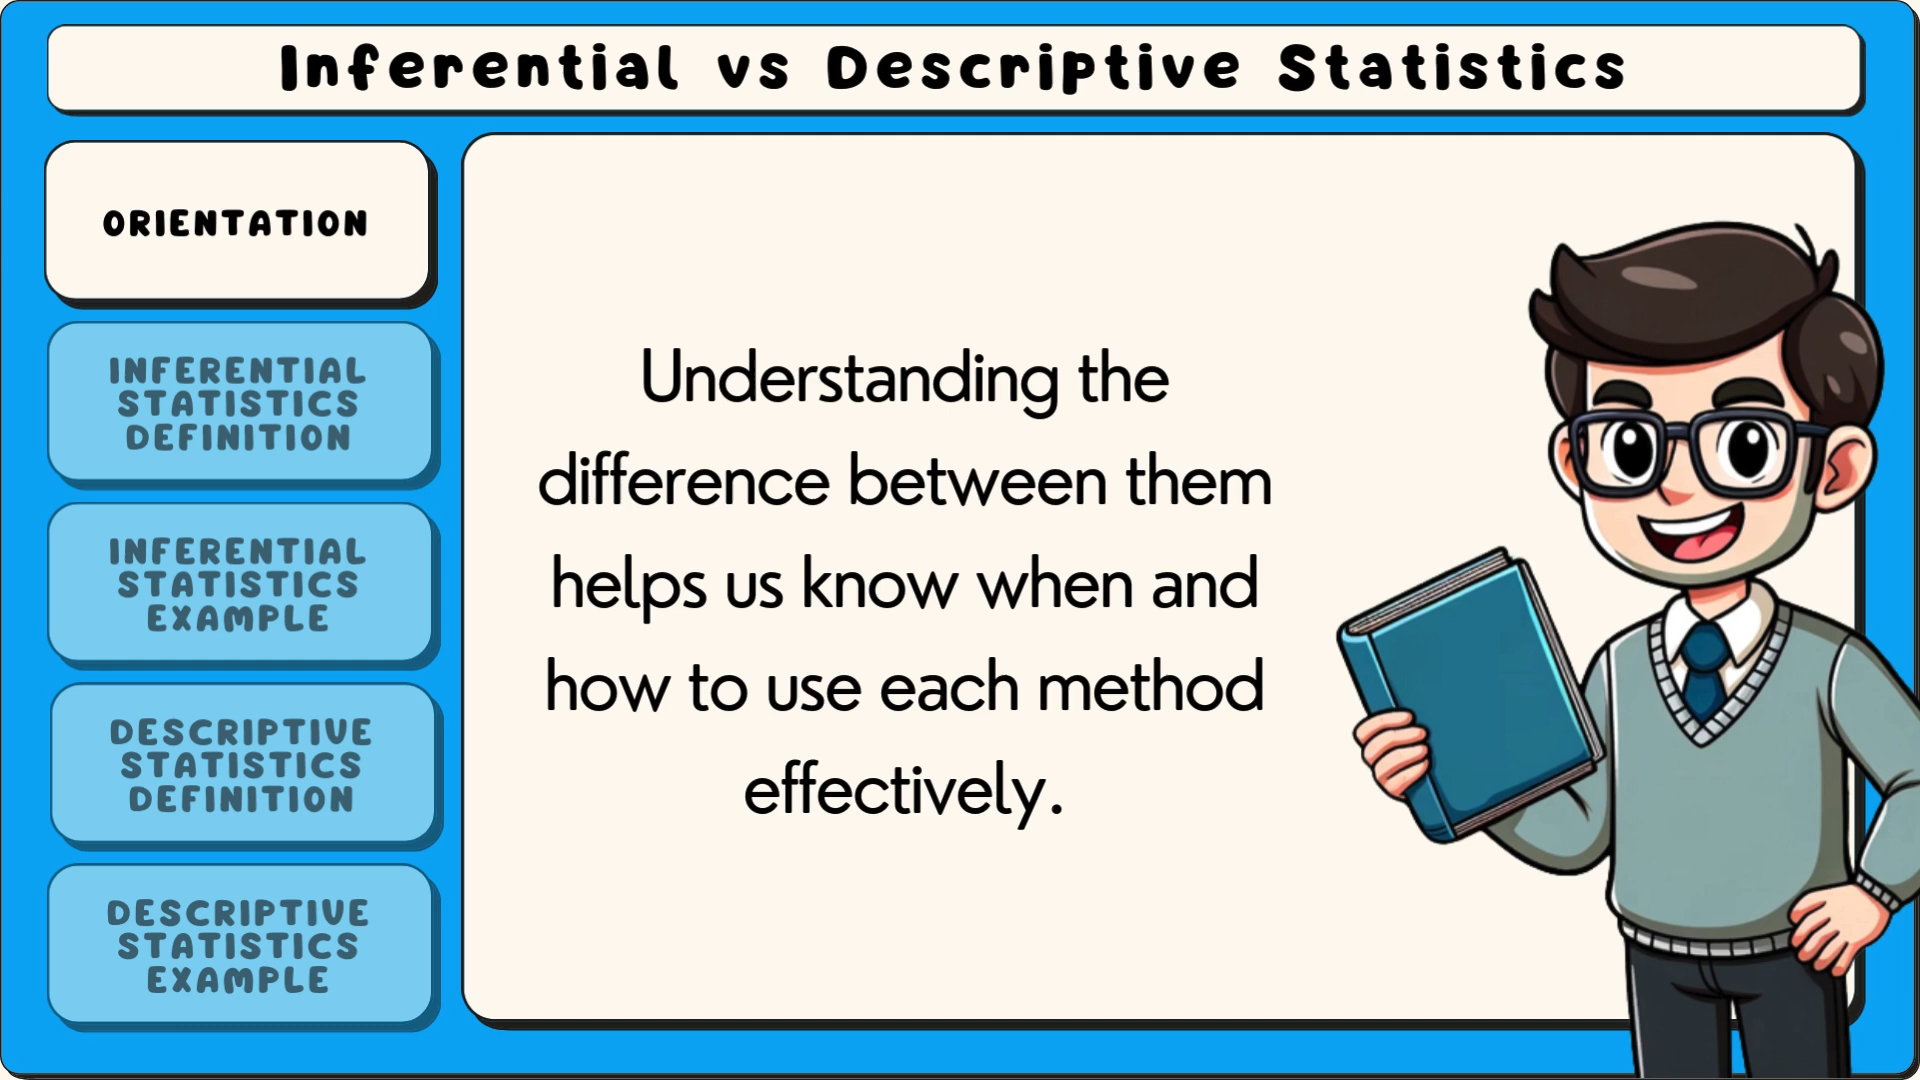 Inferential vs Descriptive Statistics
ORIENTATION
INFERENTIAL
STATISTICS
DEFINITION
INFERENTIAL
STATISTICS
EXAMPLE
DESCRIPTIVE
STATISTICS
DEFINITION
DESCRIPTIVE
STATISTICS
EXAMPLE
Understanding the
difference between them
helps us know when and
how to use each method
effectively.